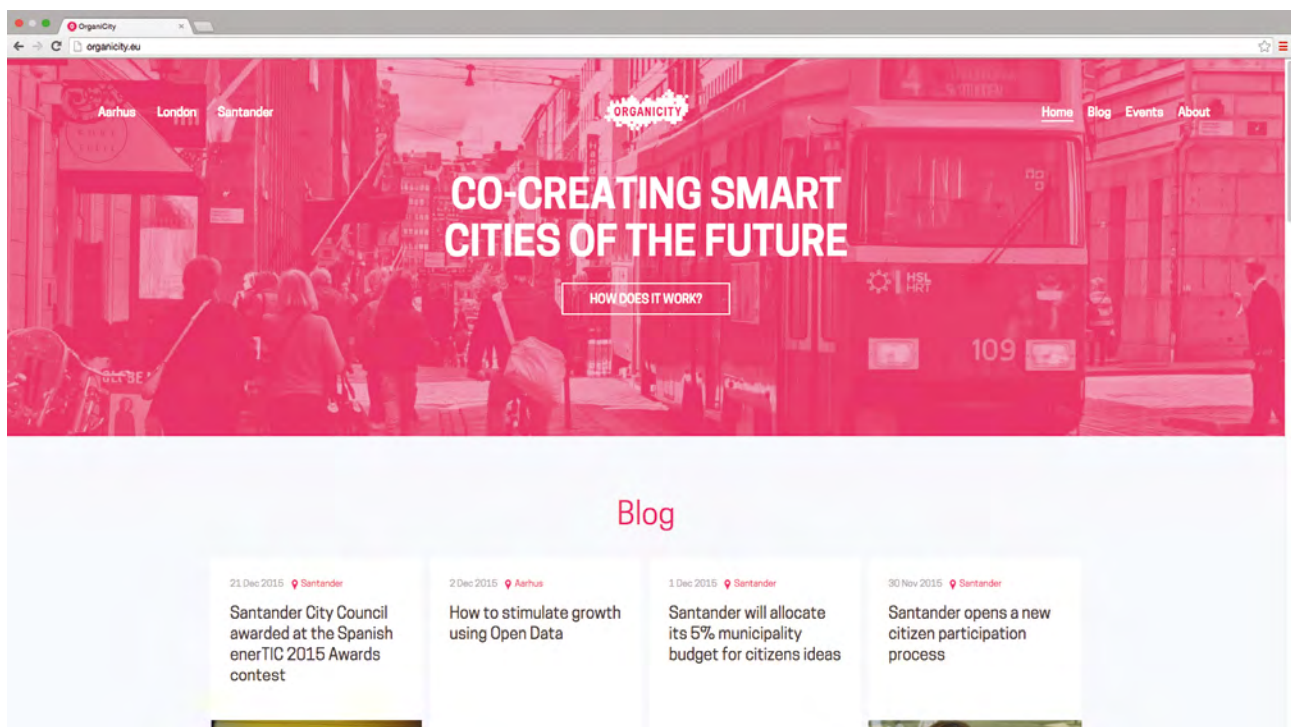 OrganiCity
organicity.eu
Aarhus London Santander
ORGANICITY
Home Blog Events About
CO-CREATING SMART
CITIES OF THE FUTURE
HOW DOES IT WORK?
HSL
HRT
109
Blog
21 Dec 2015 Santander
Santander City Council
awarded at the Spanish
enerTIC 2015 Awards
contest
2 Dec 2015 Aarhus
How to stimulate growth
using Open Data
1 Dec 2015 Santander
Santander will allocate
its 5% municipality
budget for citizens ideas
30 Nov 2015 Santander
Santander opens a new
citizen participation
process